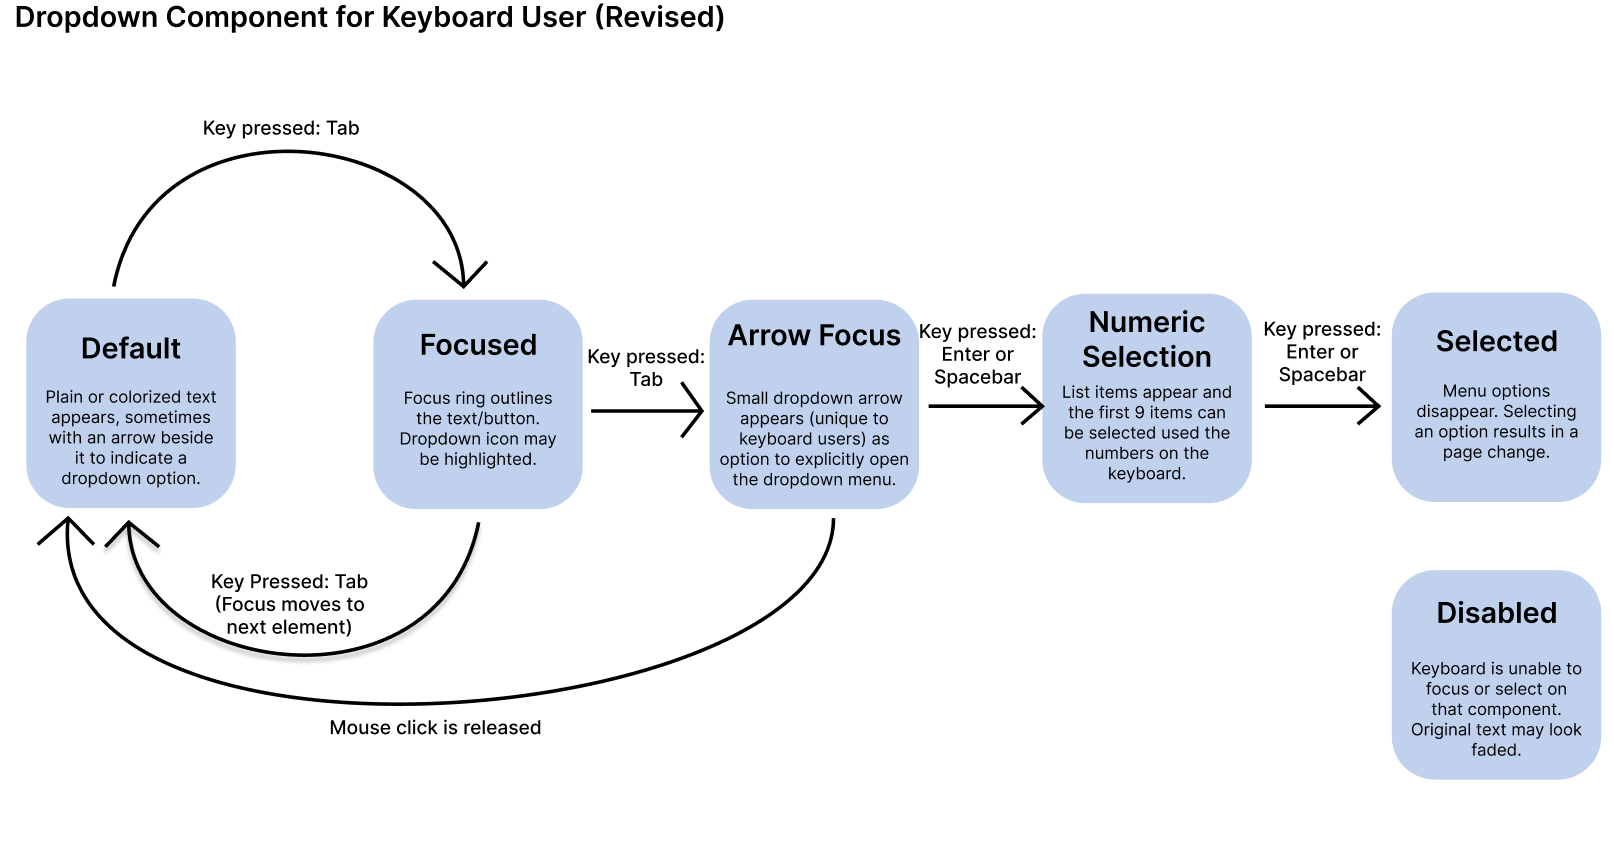 Dropdown Component for Keyboard User (Revised)
Key pressed: Tab
Default
Plain or colorized text
appears, sometimes
with an arrow beside
it to indicate a
dropdown option.
Focused
Focus ring outlines
the text/button.
Dropdown icon may
be highlighted.
Key pressed:
Tab
Arrow Focus
Small dropdown arrow
appears (unique to
keyboard users) as
option to explicitly open
the dropdown menu.
Key pressed:
Enter or
Spacebar
Numeric
Selection
List items appear and
the first 9 items can
be selected used the
numbers on the
keyboard.
Key pressed:
Enter or
Spacebar
Selected
Menu options
disappear. Selecting
an option results in a
page change.
Key Pressed: Tab
(Focus moves to
next element)
Mouse click is released
Disabled
Keyboard is unable to
focus or select on
that component.
Original text may look
faded.